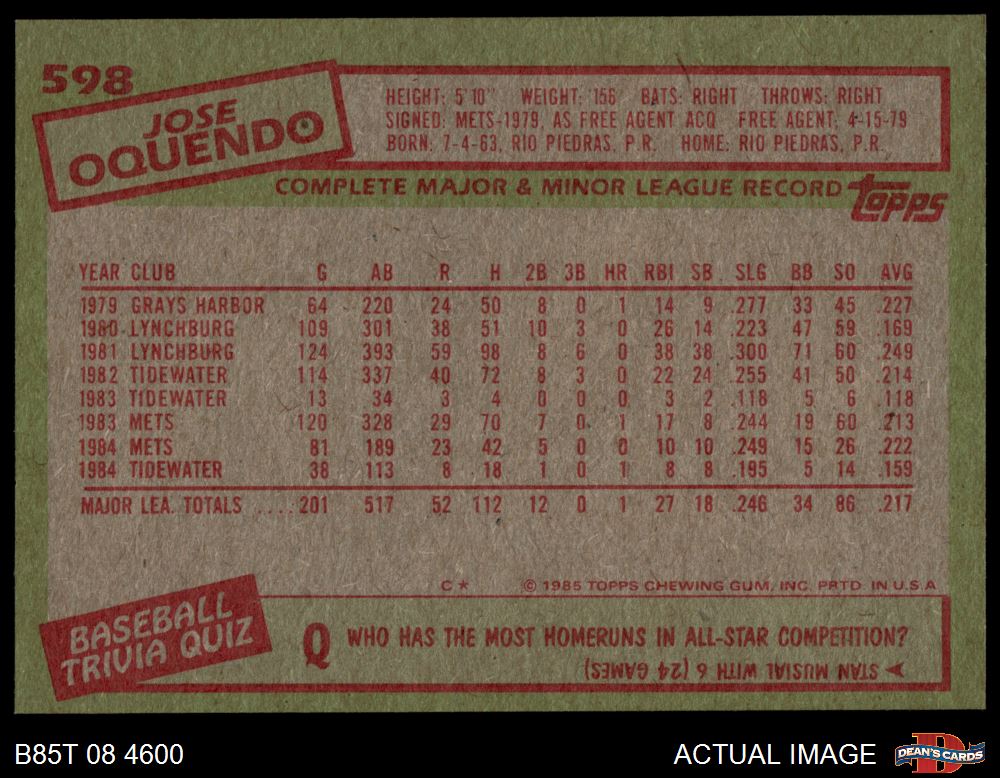 598
JOSE
OQUENDO
HEIGHT: 5'10" WEIGHT: '156 BATS: RIGHT THROWS: RIGHT
SIGNED: METS-1979, AS FREE AGENT ACQ FREE AGENT: 4-15-79
BORN: 7-4-63, RIO PIEDRAS, P.R. HOME: RIO PIEDRAS, P.R.
COMPLETE MAJOR & MINOR LEAGUE RECORD topps
YEAR CLUB G AB R H 2B 3B HR RBI SB SLG BB SO AVG
1979 GRAYS HARBOR 64 220 24 50 8 0 1 14 9 .277 33 45 .227
1980 LYNCHBURG 109 301 38 51 10 3 0 26 14 .223 47 59 .169
1981 LYNCHBURG 124 393 59 98 8 6 0 38 38 .300 71 60 .249
1982 TIDEWATER 114 337 40 72 8 3 0 22 24 .255 41 50 .214
1983 TIDEWATER 13 34 3 4 0 0 0 3 2 .118 5 6 .118
1983 METS 120 328 29 70 7 0 1 17 8 .244 19 60 .213
1984 METS 81 189 23 42 5 0 0 10 10 .249 15 26 .222
1984 TIDEWATER 38 113 8 18 1 0 1 8 8 .195 5 14 .159
MAJOR LEA. TOTALS .... 201 517 52 112 12 0 1 27 18 .246 34 86 .217
C* © 1985 TOPPS CHEWING GUM, INC. PRTD. IN U.S.A.
BASEBALL
TRIVIA QUIZ
Q WHO HAS THE MOST HOMERUNS IN ALL-STAR COMPETITION?
STAN MUSIAL WITH 6 (24 GAMES)
B85T 08 4600
ACTUAL IMAGE
D
DEAN'S CARDS